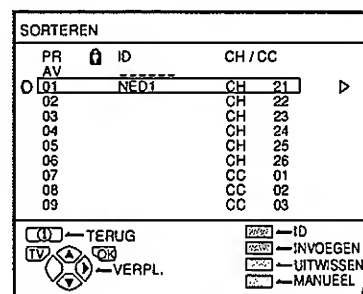 SORTEREN
PR ID CH / CC
AV ------
01 NED1 CH 21
02 CH 22
03 CH 23
04 CH 24
05 CH 25
06 CH 26
07 CC 01
08 CC 02
09 CC 03
TERUG
TV OK
VERPL.
ID
INVOEGEN
UITWISSEN
MANUEEL